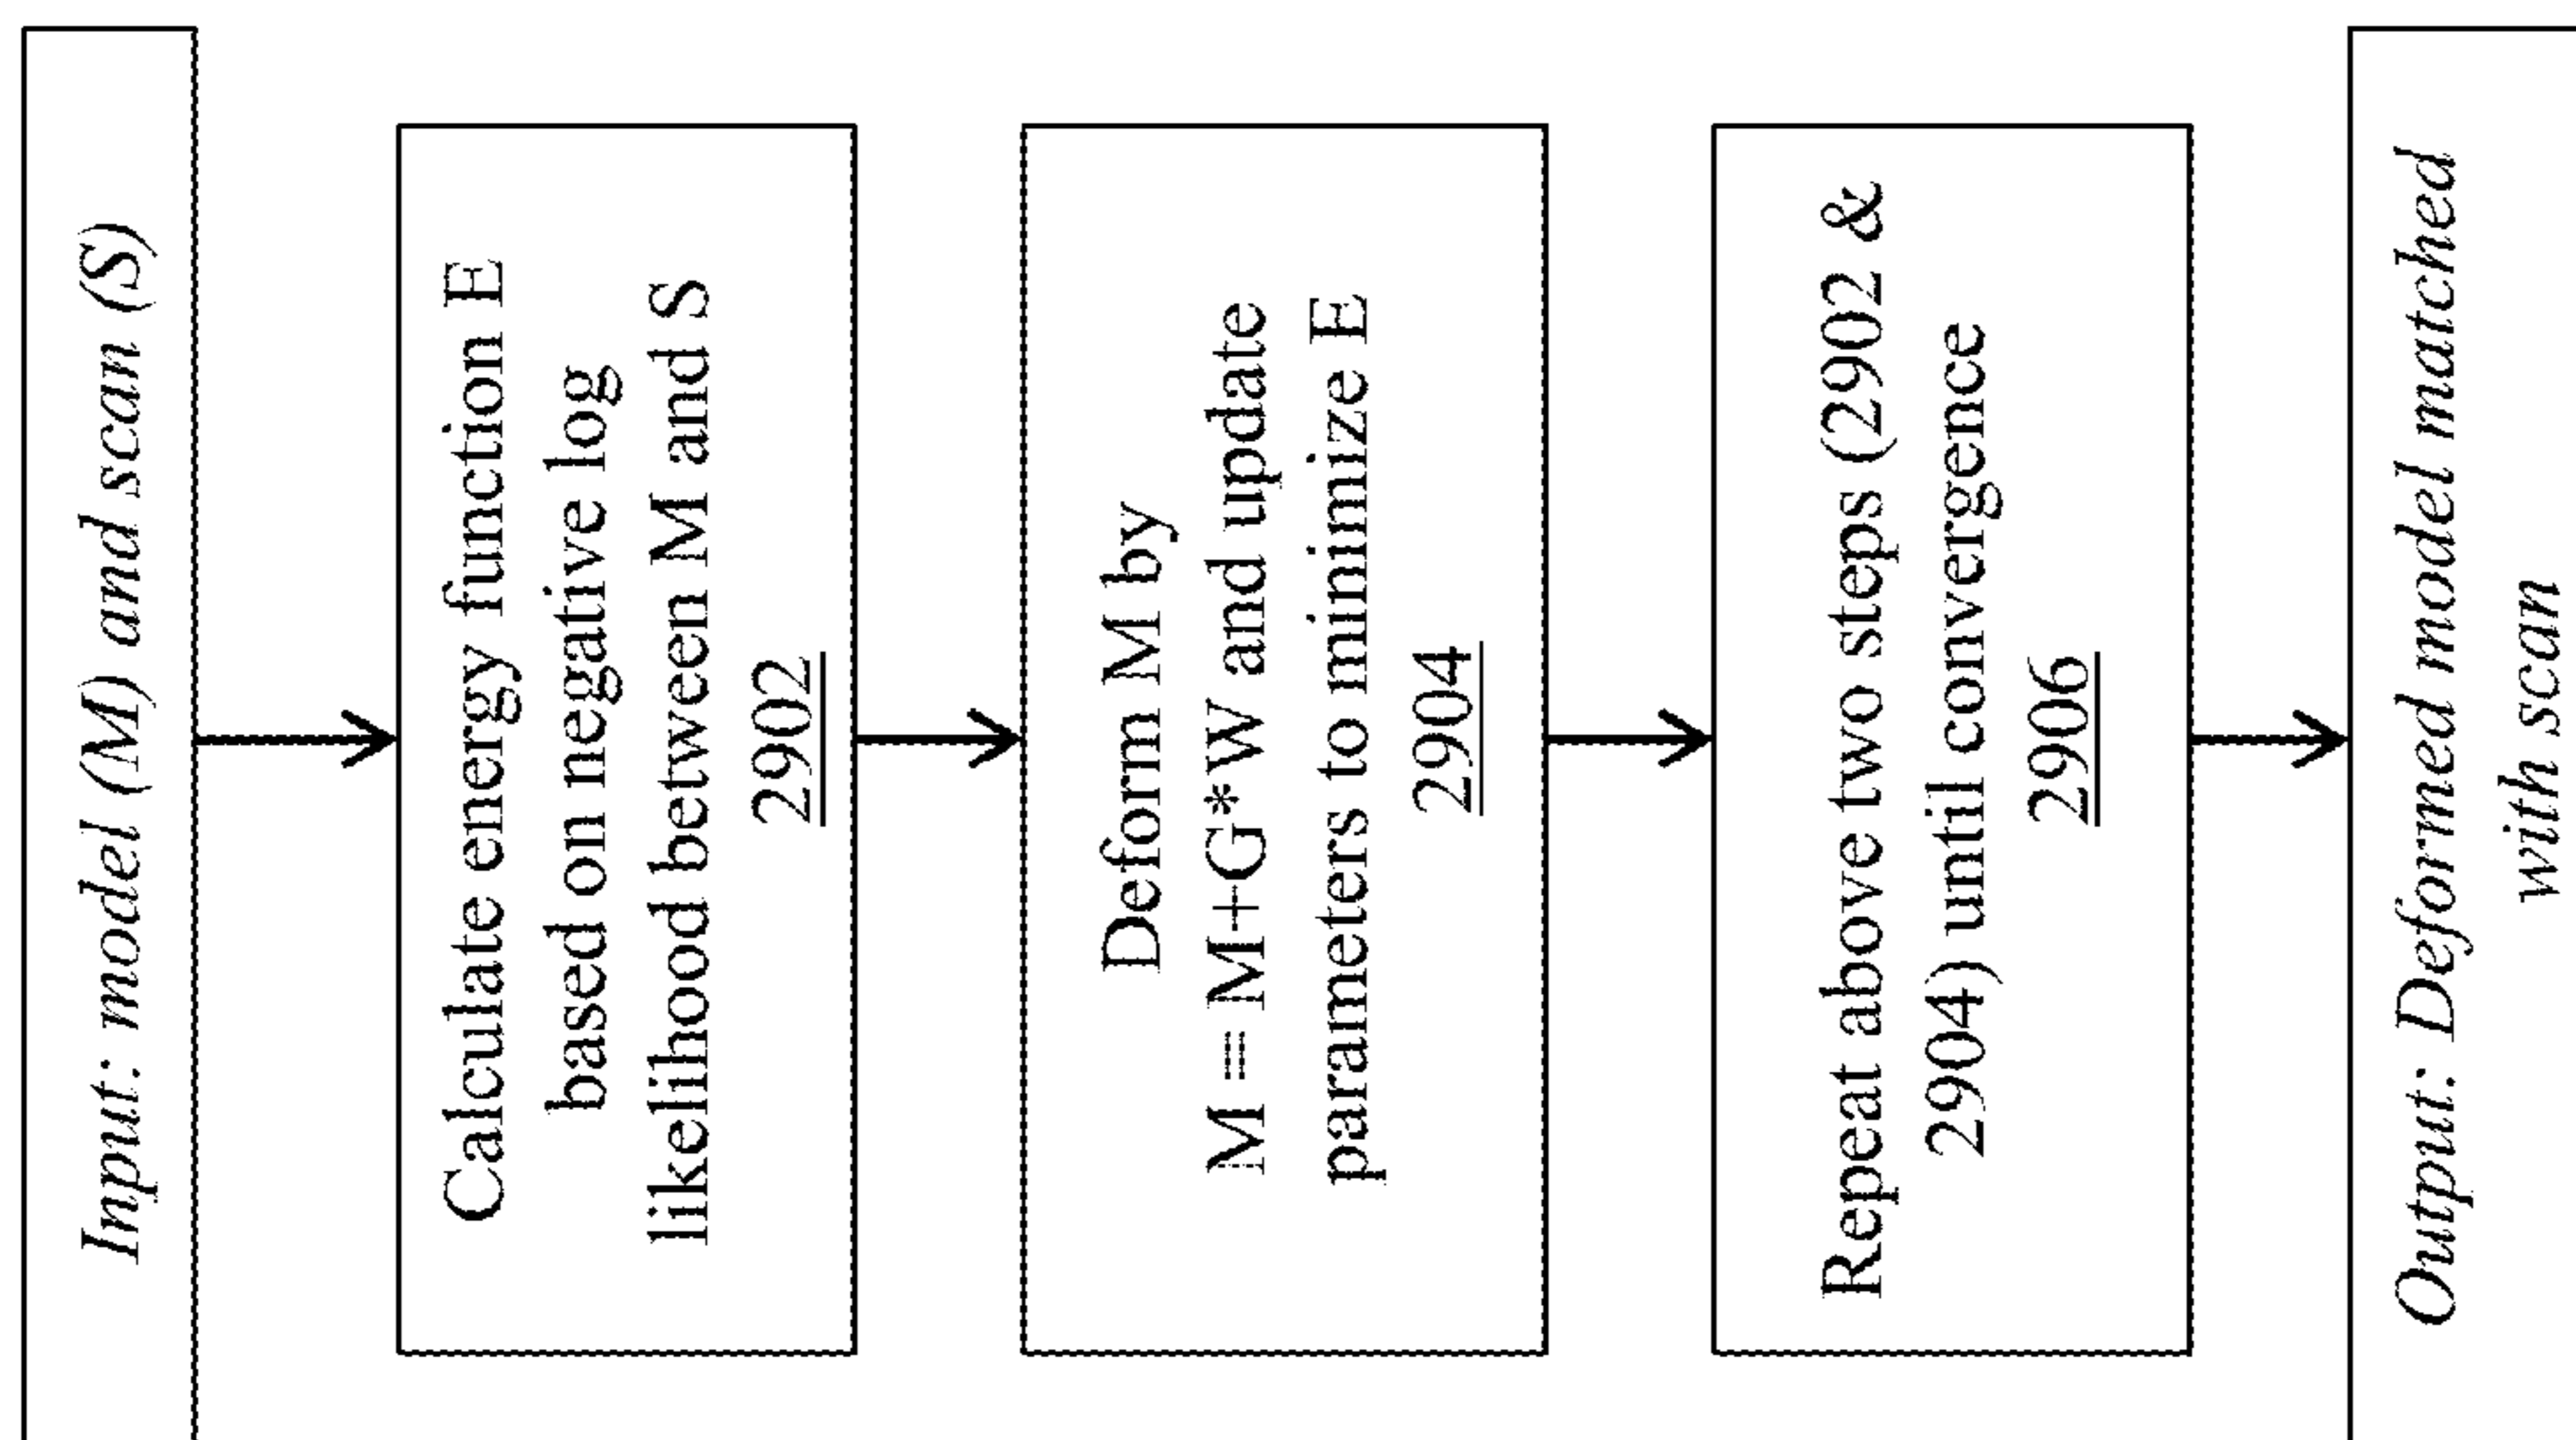 Input: model (M) and scan (S)
Calculate energy function E
based on negative log
likelihood between M and S
2902
Deform M by
M = M+G*W and update
parameters to minimize E
2904
Repeat above two steps (2902 &
2904) until convergence
2906
Output: Deformed model matched
with scan